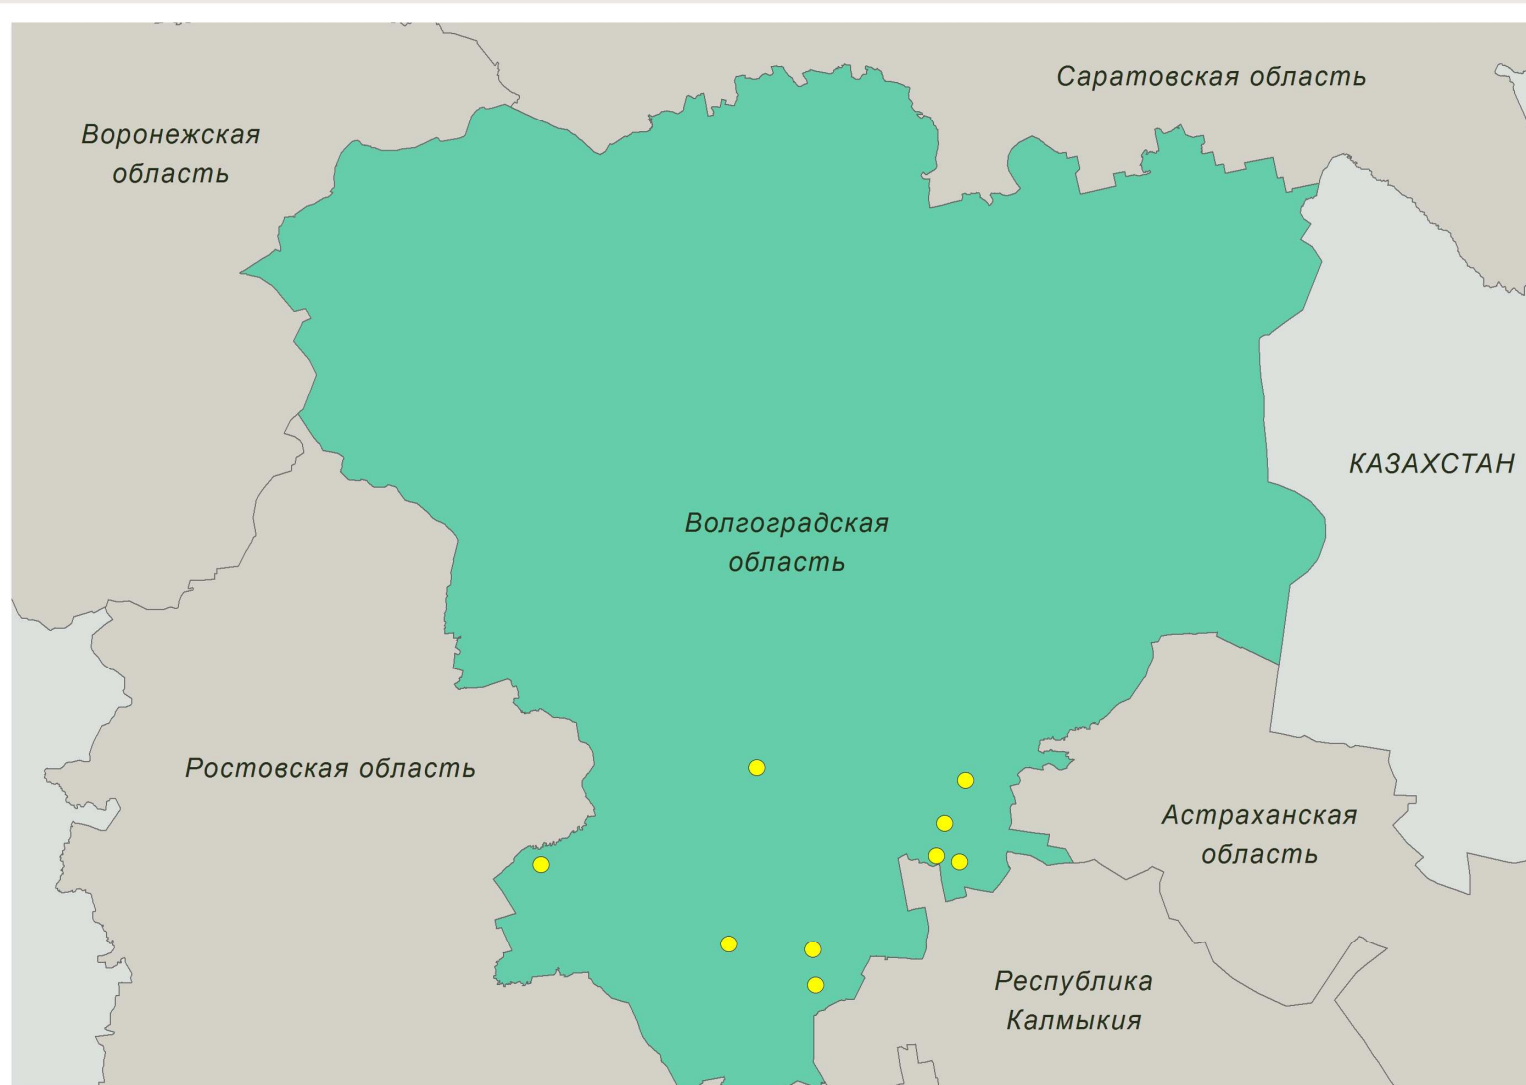 Саратовская область
Воронежская
область
КАЗАХСТАН
Волгоградская
область
Ростовская область
Астраханская
область
Республика
Калмыкия